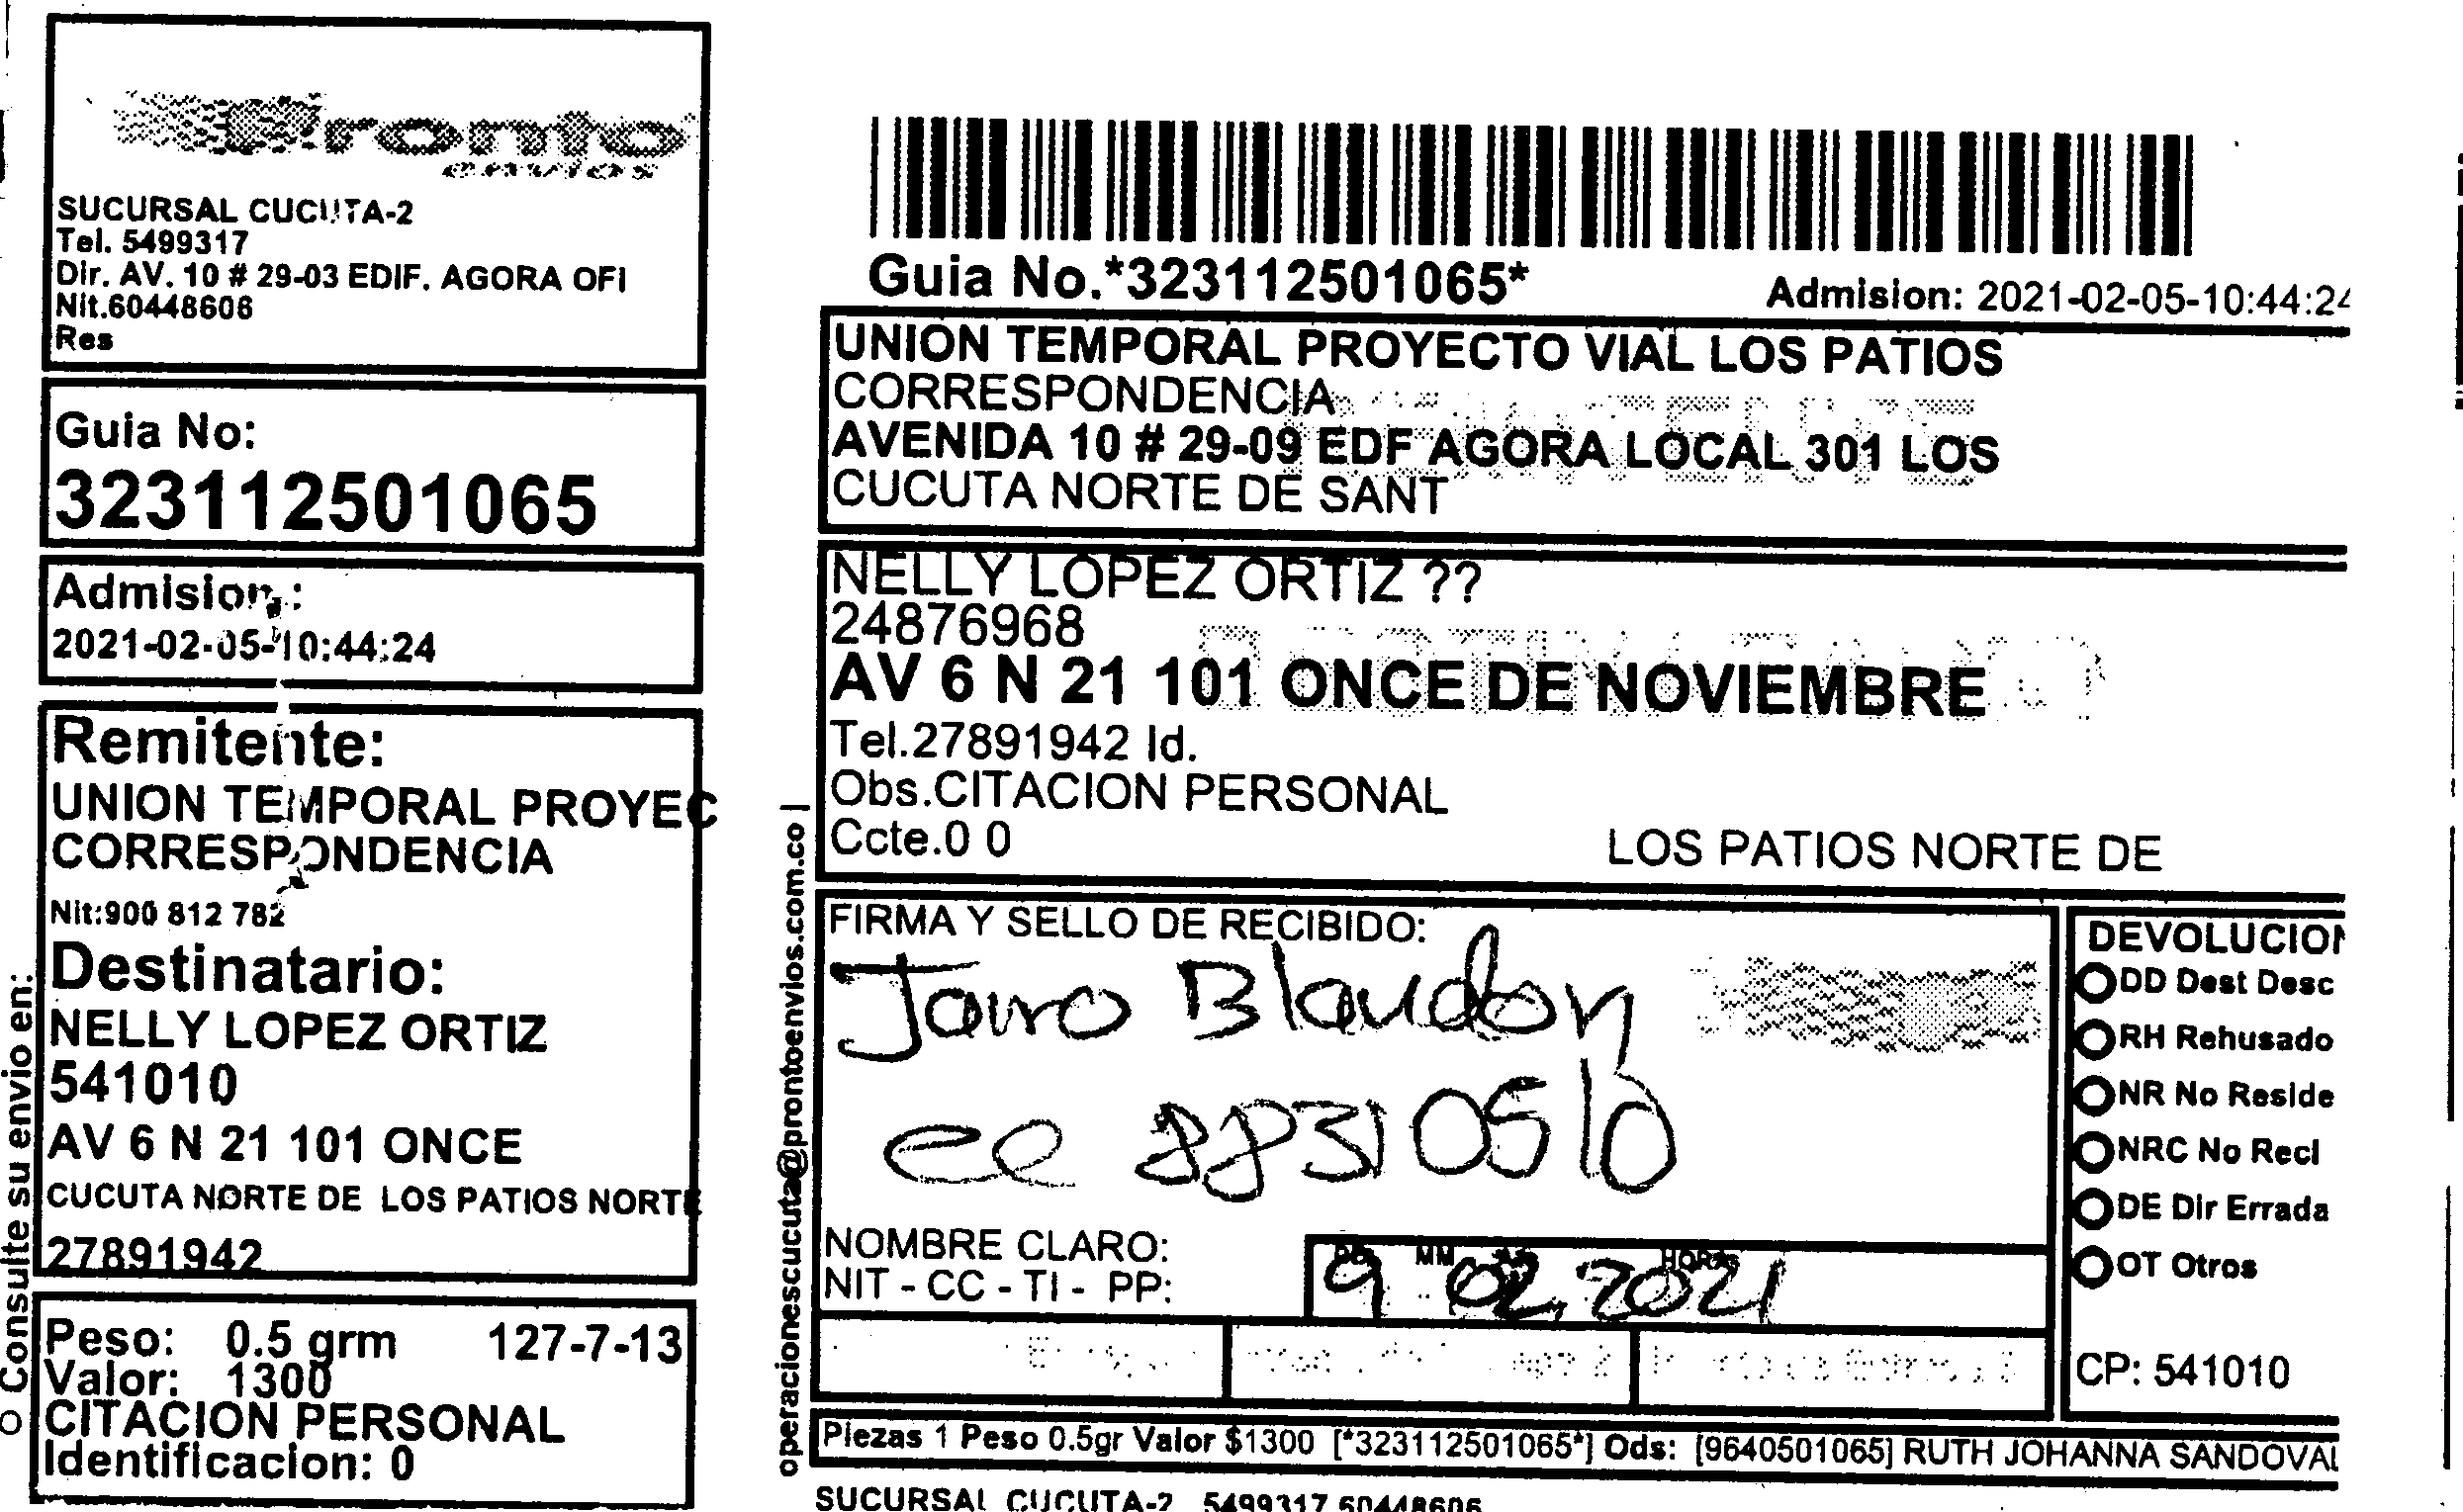 Pronto
envios
SUCURSAL CUCUTA-2
Tel. 5499317
Dir. AV. 10 # 29-03 EDIF. AGORA OFI
Nit.60448606
Res
Guia No:
323112501065
Admision:
2021-02-05-10:44:24
Remitente:
UNION TEMPORAL PROYEC
CORRESPONDENCIA
Nit:900 812 782
Destinatario:
NELLY LOPEZ ORTIZ
541010
AV 6 N 21 101 ONCE
CUCUTA NORTE DE LOS PATIOS NORTE
27891942
Peso: 0.5 grm 127-7-13
Valor: 1300
CITACION PERSONAL
Identificacion: 0
Consulte su envio en:
operacionescucuta@prontoenvios.com.co |
Guia No.*323112501065*
Admision: 2021-02-05-10:44:24
UNION TEMPORAL PROYECTO VIAL LOS PATIOS
CORRESPONDENCIA
AVENIDA 10 # 29-09 EDF AGORA LOCAL 301 LOS
CUCUTA NORTE DE SANT
NELLY LOPEZ ORTIZ ??
24876968
AV 6 N 21 101 ONCE DE NOVIEMBRE
Tel.27891942 Id.
Obs.CITACION PERSONAL
Ccte.0 0
LOS PATIOS NORTE DE
FIRMA Y SELLO DE RECIBIDO:
Jairo Blandon
cc 88310510
NOMBRE CLARO:
NIT - CC - TI - PP:
MM
HORA
9 02 2021
DEVOLUCION
DD Dest Desc
RH Rehusado
NR No Reside
NRC No Recl
DE Dir Errada
OT Otros
CP: 541010
Piezas 1 Peso 0.5gr Valor $1300 [*323112501065*] Ods: [9640501065] RUTH JOHANNA SANDOVAL
SUCURSAL CUCUTA-2 5499317 60448606